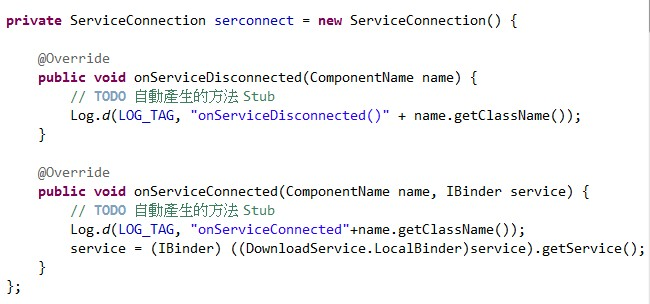 private ServiceConnection serconnect = new ServiceConnection() {
@Override
public void onServiceDisconnected(ComponentName name) {
// TODO 自動產生的方法 Stub
Log.d(LOG_TAG, "onServiceDisconnected()" + name.getClassName());
}
@Override
public void onServiceConnected(ComponentName name, IBinder service) {
// TODO 自動產生的方法 Stub
Log.d(LOG_TAG, "onServiceConnected"+name.getClassName());
service = (IBinder) ((DownloadService.LocalBinder)service).getService();
}
};